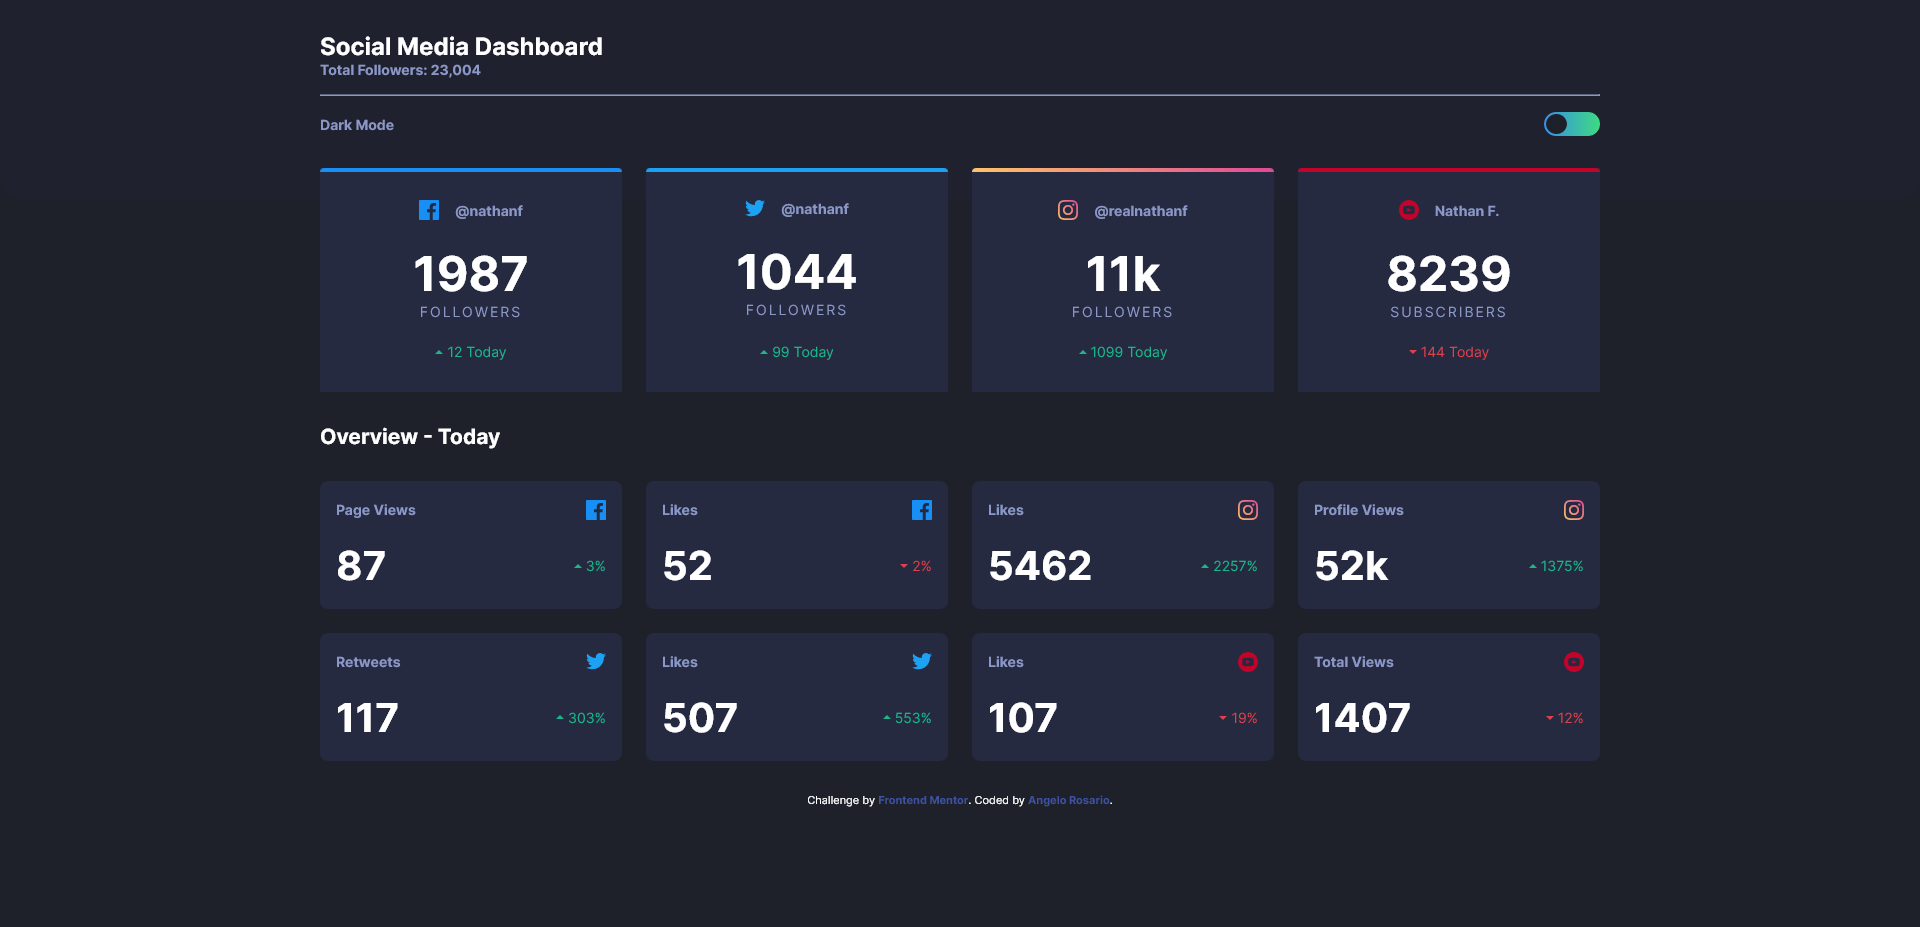 Social Media Dashboard
Total Followers: 23,004
Dark Mode
@nathanf
1987
FOLLOWERS
12 Today
@nathanf
1044
FOLLOWERS
99 Today
@realnathanf
11k
FOLLOWERS
1099 Today
Nathan F.
8239
SUBSCRIBERS
144 Today
Overview - Today
Page Views
87
3%
Likes
52
2%
Likes
5462
2257%
Profile Views
52k
1375%
Retweets
117
303%
Likes
507
553%
Likes
107
19%
Total Views
1407
12%
Challenge by Frontend Mentor. Coded by Angelo Rosario.